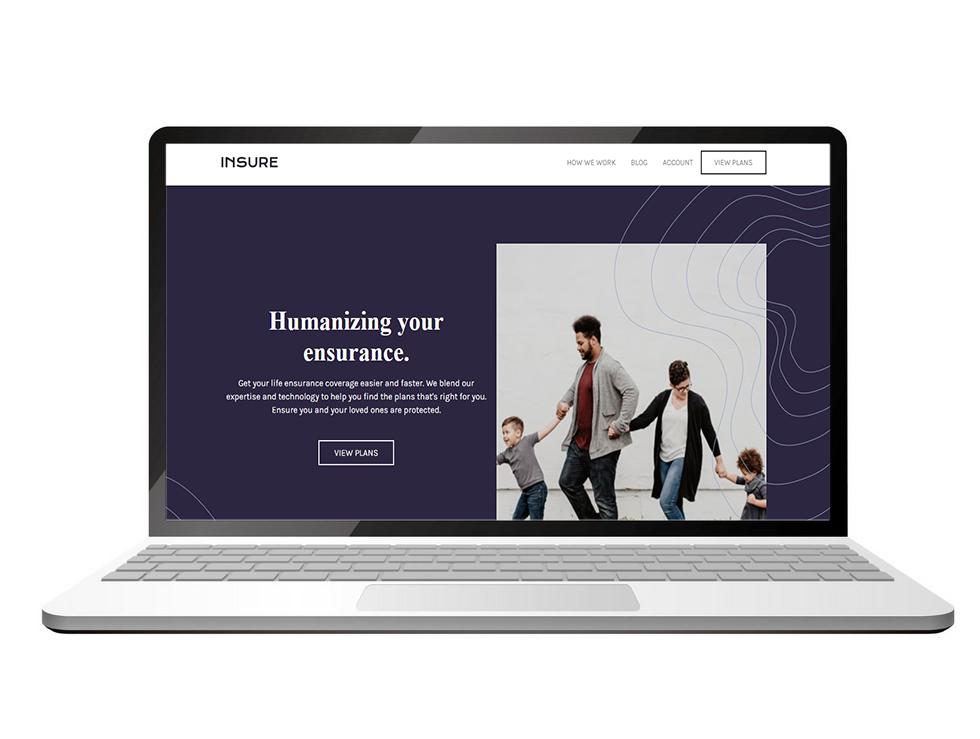 INSURE
HOW WE WORK
BLOG
ACCOUNT
VIEW PLANS
Humanizing your
ensurance.
Get your life ensurance coverage easier and faster. We blend our
expertise and technology to help you find the plans that's right for you.
Ensure you and your loved ones are protected.
VIEW PLANS